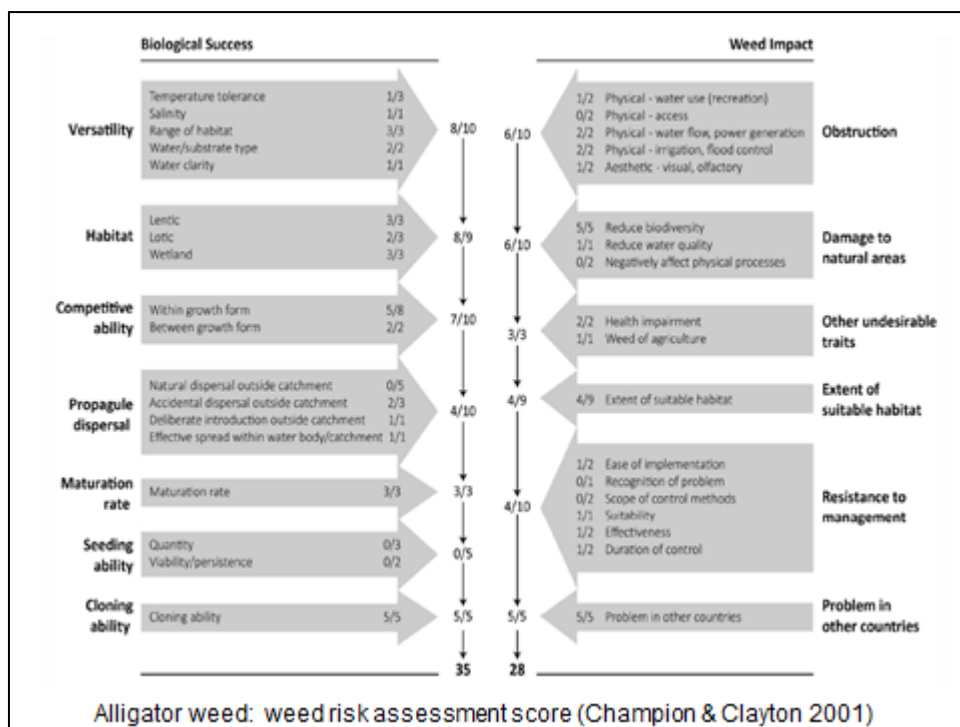 Biological Success
Versatility
Temperature tolerance 1/3
Salinity 1/1
Range of habitat 3/3
Water/substrate type 2/2
Water clarity 1/1
8/10
Habitat
Lentic 3/3
Lotic 2/3
Wetland 3/3
8/9
Competitive ability
Within growth form 5/8
Between growth form 2/2
7/10
Propagule dispersal
Natural dispersal outside catchment 0/5
Accidental dispersal outside catchment 2/3
Deliberate introduction outside catchment 1/1
Effective spread within water body/catchment 1/1
4/10
Maturation rate
Maturation rate 3/3
3/3
Seeding ability
Quantity 0/3
Viability/persistence 0/2
0/5
Cloning ability
Cloning ability 5/5
5/5
35
Weed Impact
6/10
1/2 Physical - water use (recreation)
0/2 Physical - access
2/2 Physical - water flow, power generation
2/2 Physical - irrigation, flood control
1/2 Aesthetic - visual, olfactory
Obstruction
6/10
5/5 Reduce biodiversity
1/1 Reduce water quality
0/2 Negatively affect physical processes
Damage to natural areas
3/3
2/2 Health impairment
1/1 Weed of agriculture
Other undesirable traits
4/9
4/9 Extent of suitable habitat
Extent of suitable habitat
4/10
1/2 Ease of implementation
0/1 Recognition of problem
0/2 Scope of control methods
1/1 Suitability
1/2 Effectiveness
1/2 Duration of control
Resistance to management
5/5
5/5 Problem in other countries
Problem in other countries
28
Alligator weed: weed risk assessment score (Champion & Clayton 2001)